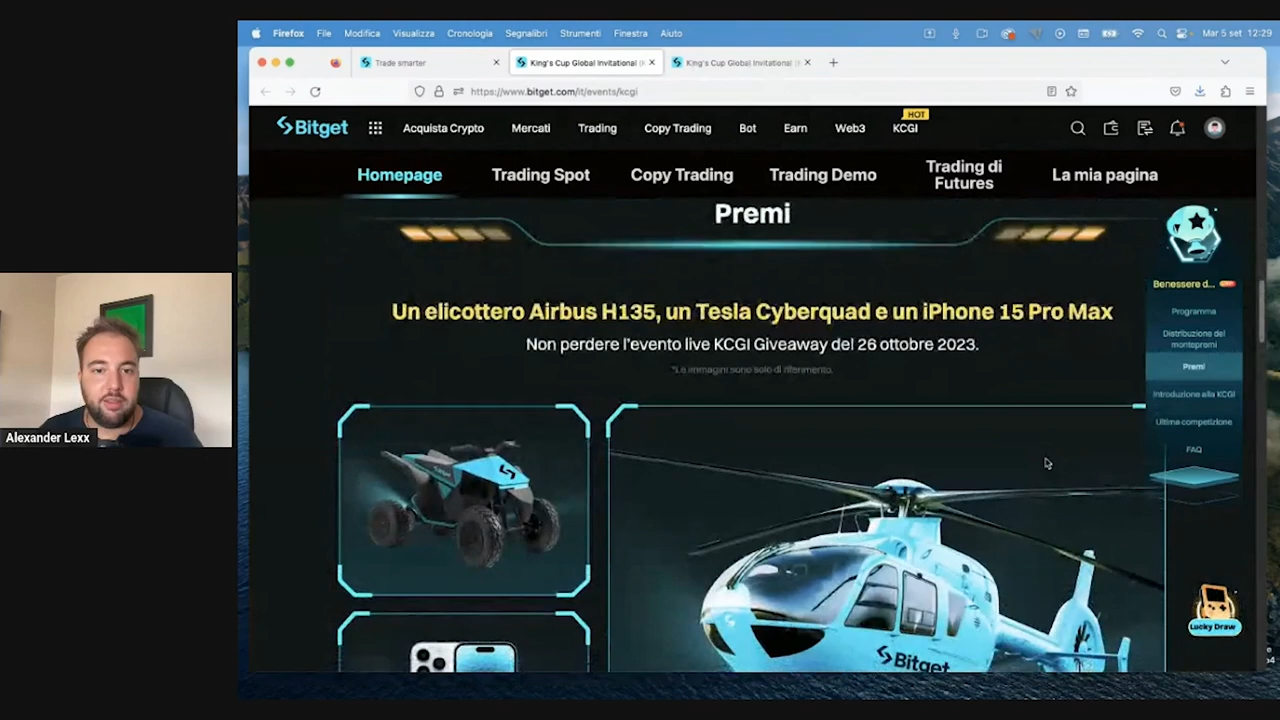 Firefox File Modifica Visualizza Cronologia Segnalibri Strumenti Finestra Aiuto Mar 5 set 12:29
Trade smarter King's Cup Global Invitational (K King's Cup Global Invitational (
https://www.bitget.com/it/events/kcgi
HOT
Bitget Acquista Crypto Mercati Trading Copy Trading Bot Earn Web3 KCGI
Homepage Trading Spot Copy Trading Trading Demo Trading di Futures La mia pagina
Premi
Un elicottero Airbus H135, un Tesla Cyberquad e un iPhone 15 Pro Max
Non perdere l'evento live KCGI Giveaway del 26 ottobre 2023.
*Le immagini sono solo di riferimento.
Benessere d...
Programma
Distribuzione del
montepremi
Premi
Introduzione alla KCGI
Ultima competizione
FAQ
Alexander Lexx
Lucky Draw
Bitget